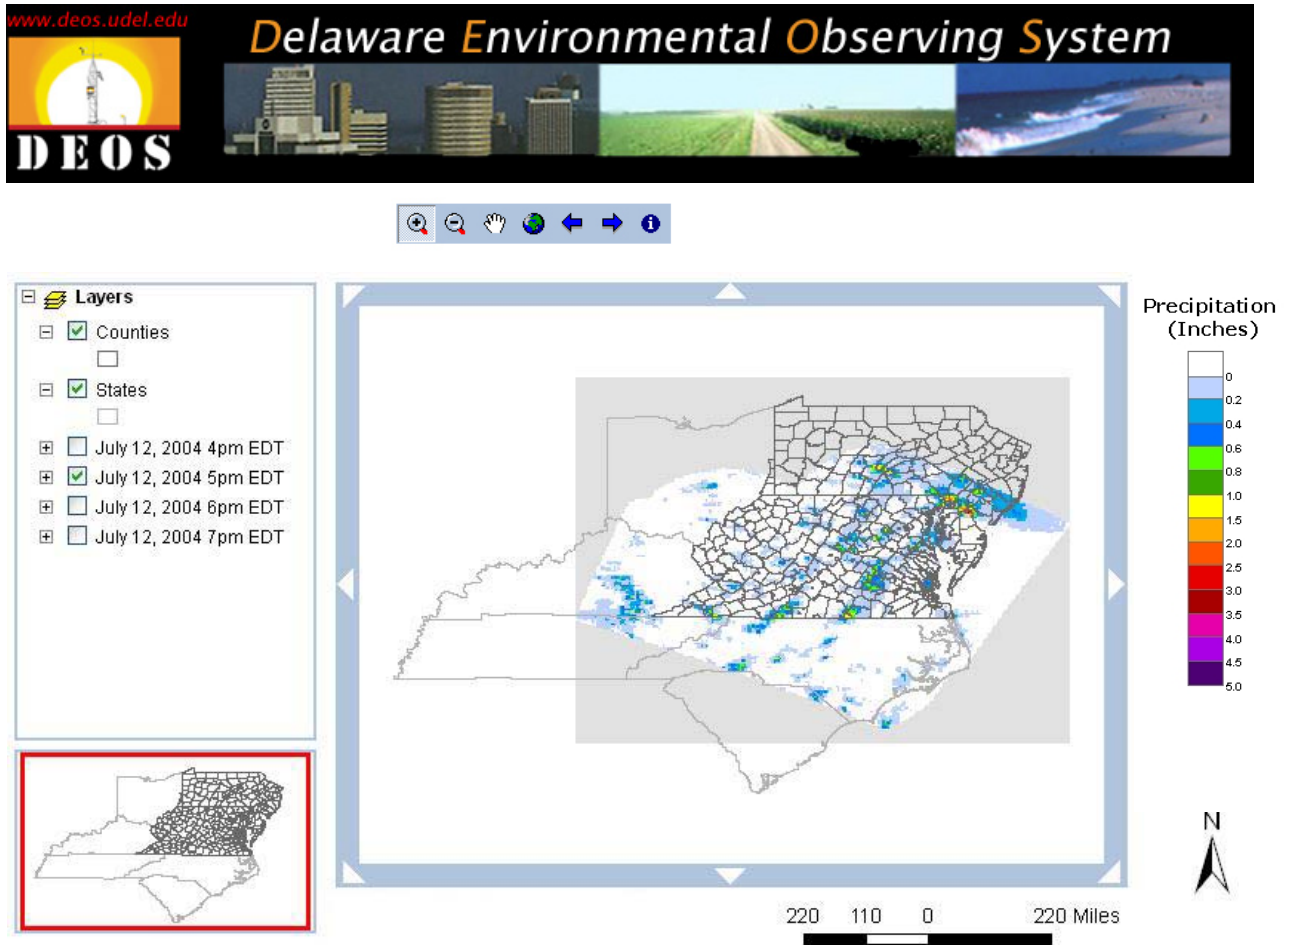 www.deos.udel.edu
Delaware Environmental Observing System
DEOS
Layers
Counties
States
July 12, 2004 4pm EDT
July 12, 2004 5pm EDT
July 12, 2004 6pm EDT
July 12, 2004 7pm EDT
Precipitation
(Inches)
0
0.2
0.4
0.6
0.8
1.0
1.5
2.0
2.5
3.0
3.5
4.0
4.5
5.0
N
220 110 0 220 Miles